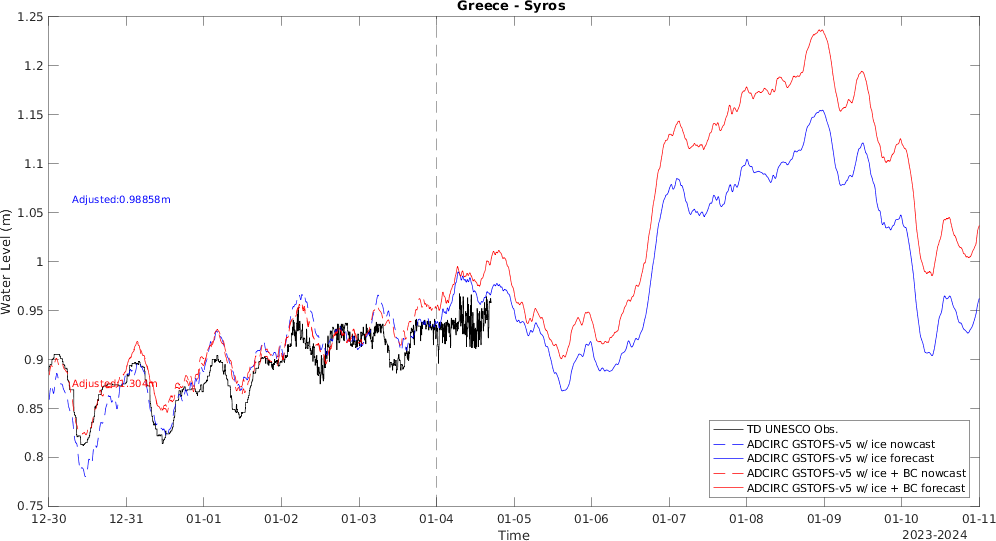 Greece - Syros
1.25
1.2
1.15
1.1
1.05
1
0.95
0.9
0.85
0.8
0.75
Water Level (m)
Adjusted:0.98858m
Adjusted:1.304m
TD UNESCO Obs.
ADCIRC GSTOFS-v5 w/ ice nowcast
ADCIRC GSTOFS-v5 w/ ice forecast
ADCIRC GSTOFS-v5 w/ ice + BC nowcast
ADCIRC GSTOFS-v5 w/ ice + BC forecast
12-30 12-31 01-01 01-02 01-03 01-04 01-05 01-06 01-07 01-08 01-09 01-10 01-11
Time
2023-2024